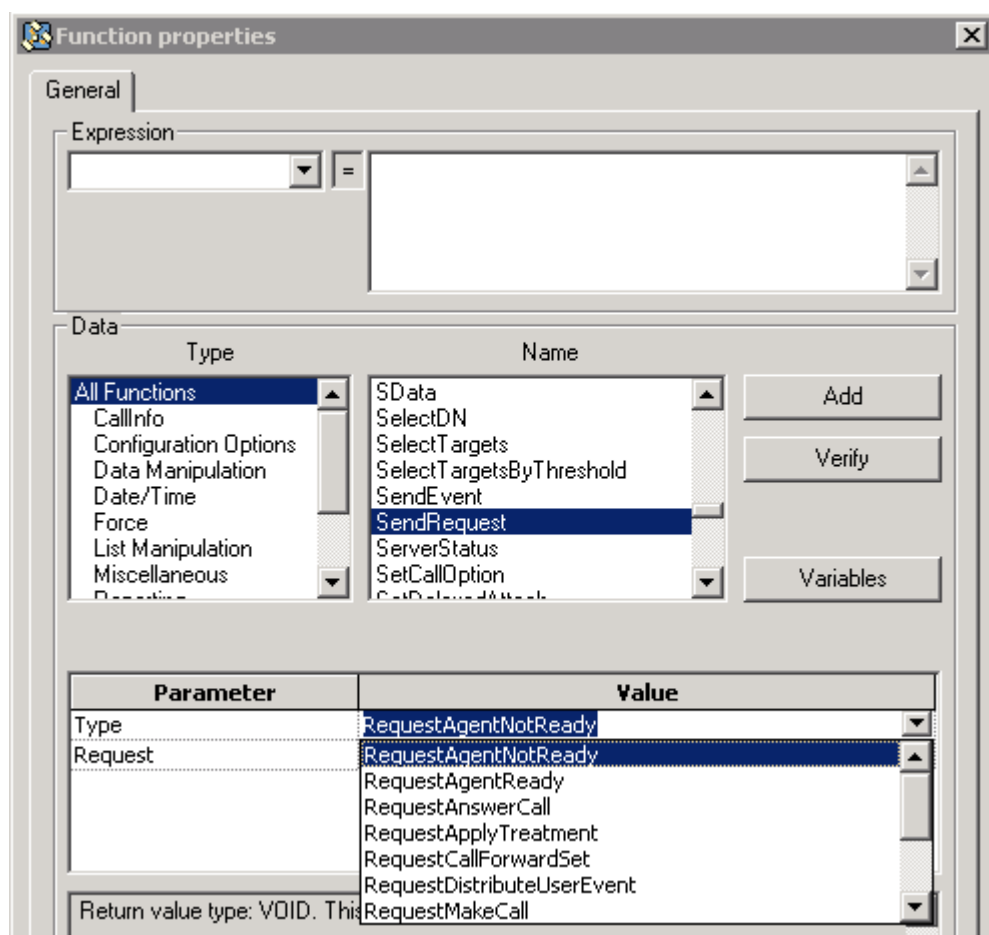 Function properties
General
Expression
=
Data
Type
Name
All Functions
CallInfo
Configuration Options
Data Manipulation
Date/Time
Force
List Manipulation
Miscellaneous
SData
SelectDN
SelectTargets
SelectTargetsByThreshold
SendEvent
SendRequest
ServerStatus
SetCallOption
Add
Verify
Variables
Parameter
Value
Type
RequestAgentNotReady
Request
RequestAgentNotReady
RequestAgentReady
RequestAnswerCall
RequestApplyTreatment
RequestCallForwardSet
RequestDistributeUserEvent
RequestMakeCall
Return value type: VOID. This